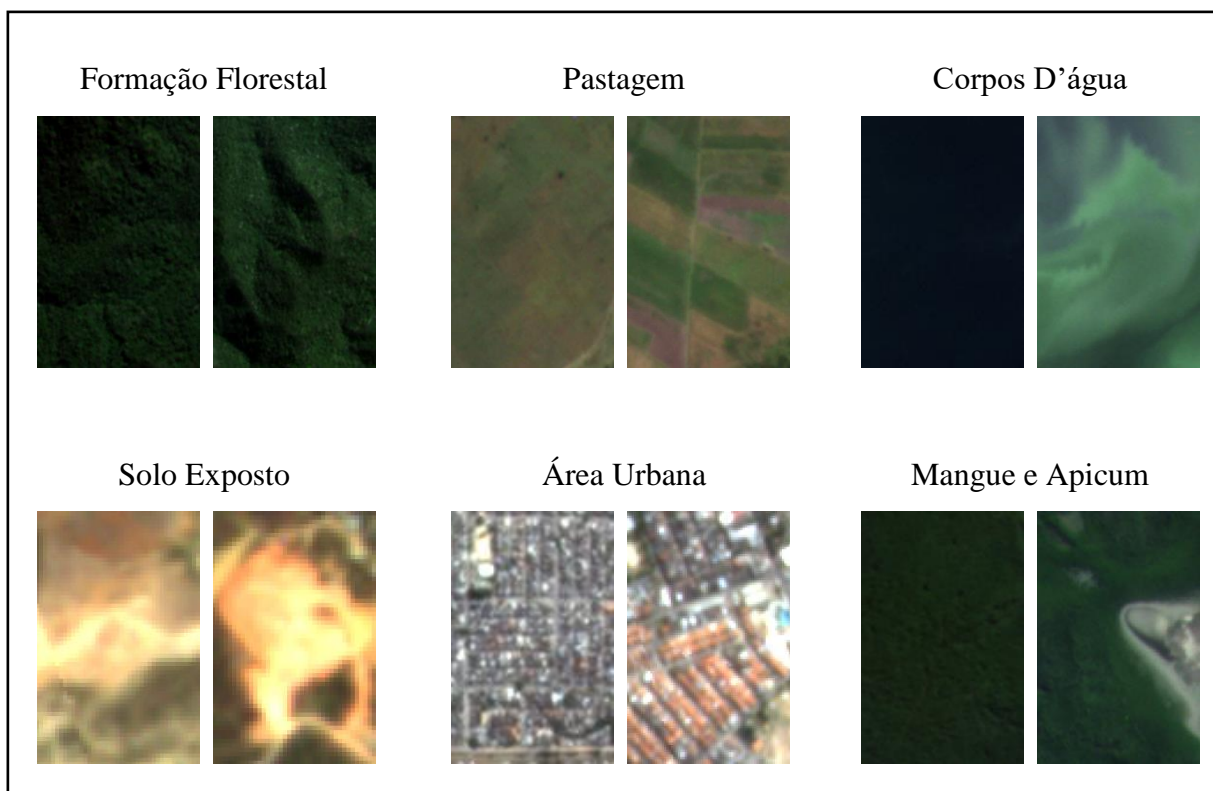 Formação Florestal
Pastagem
Corpos D’água
Solo Exposto
Área Urbana
Mangue e Apicum